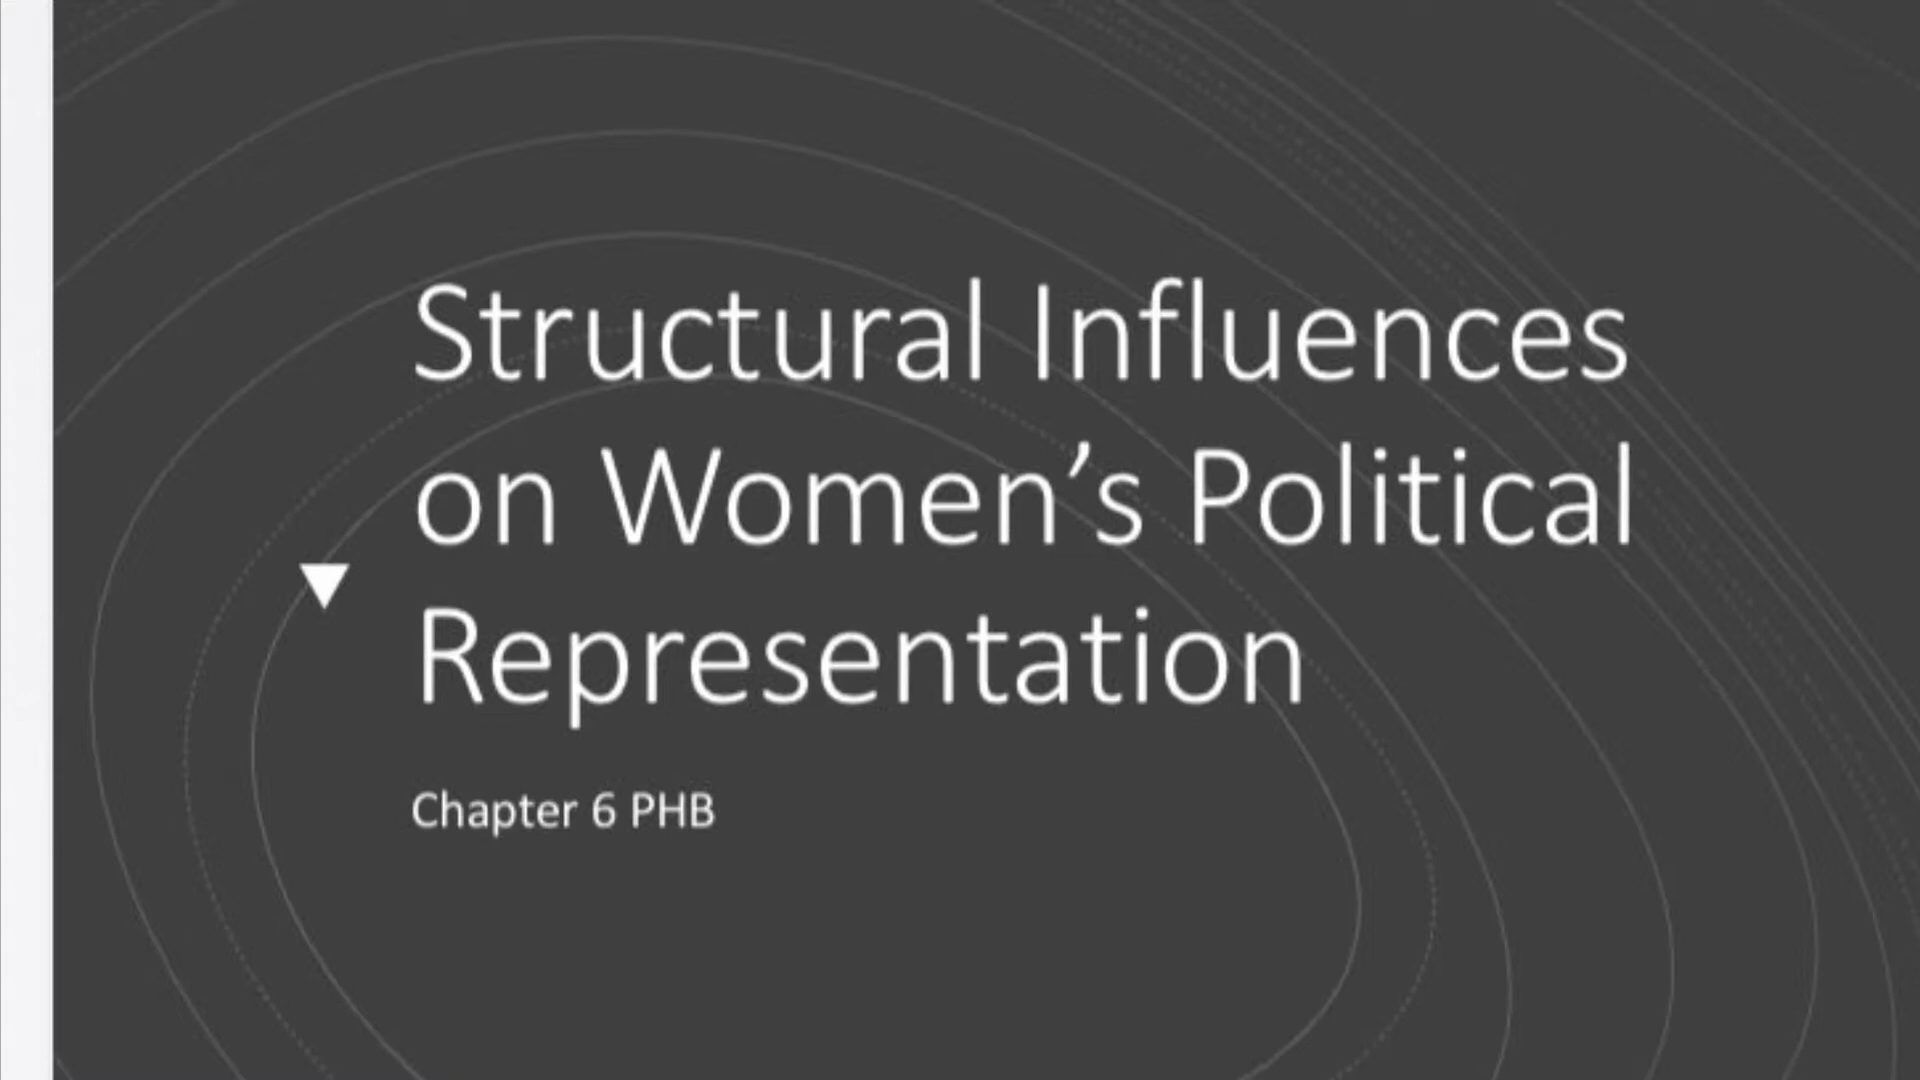 Structural Influences
on Women’s Political
Representation
Chapter 6 PHB